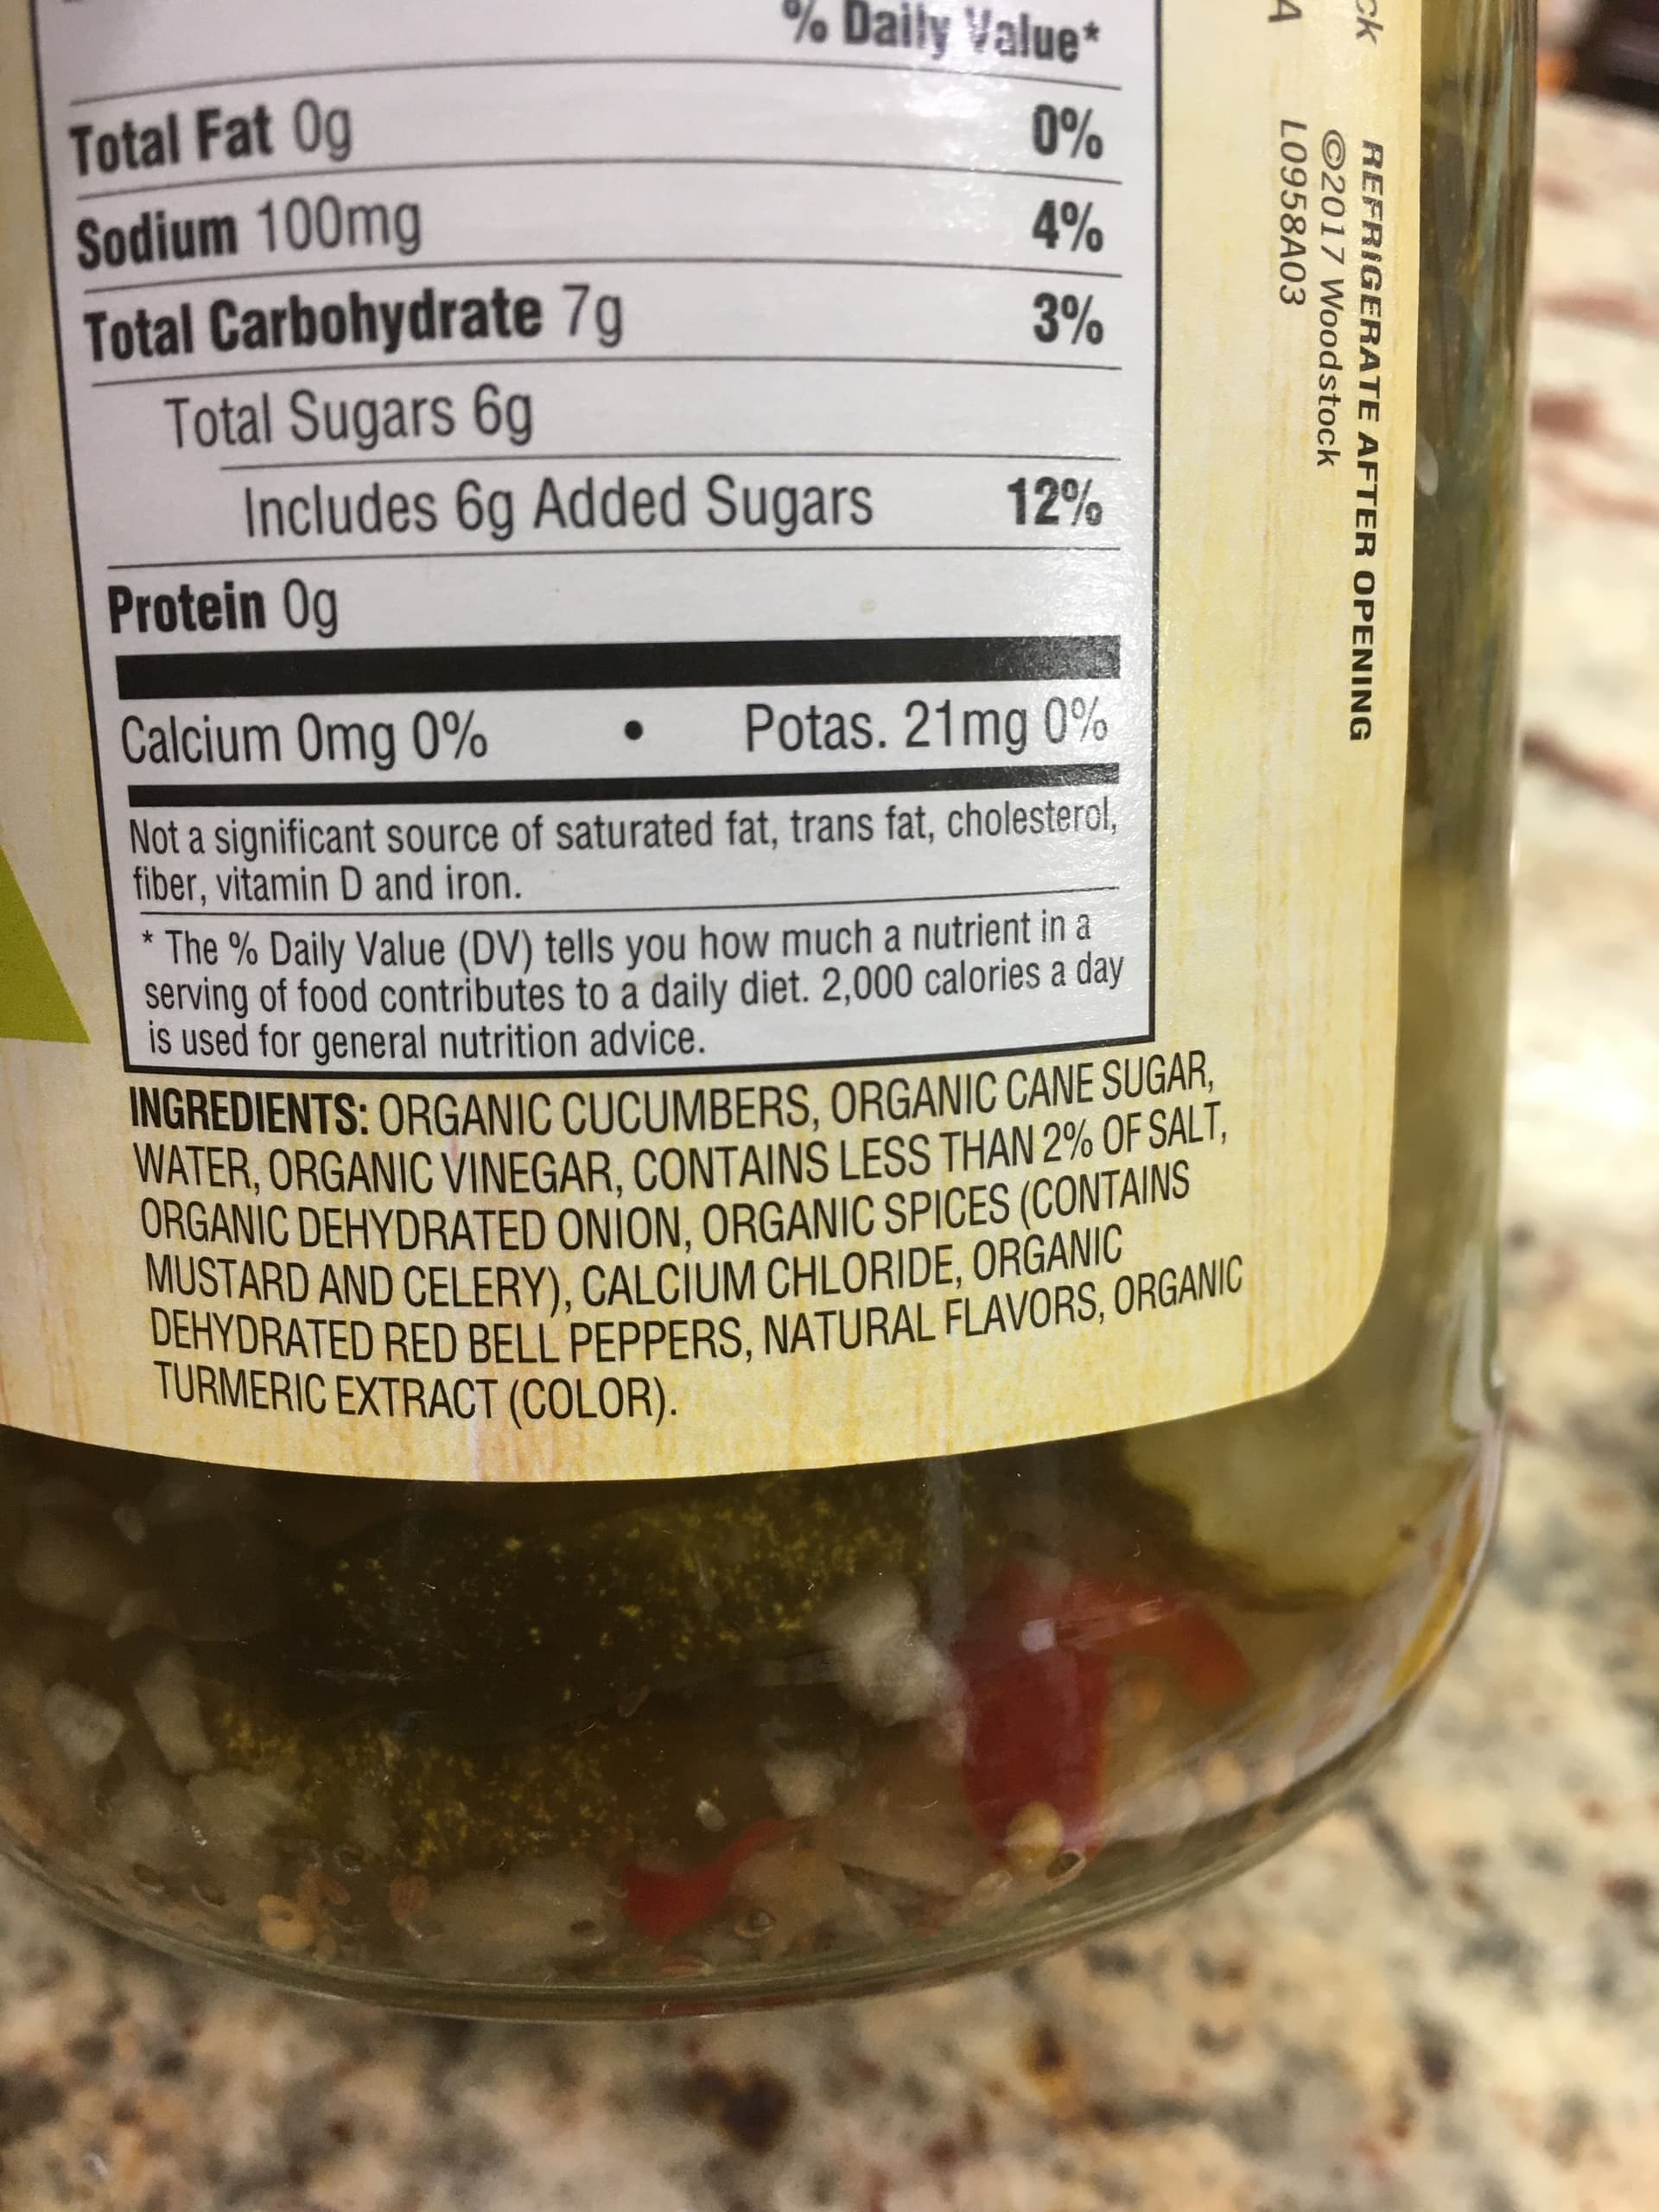 % Daily Value*
Total Fat 0g 0%
Sodium 100mg 4%
Total Carbohydrate 7g 3%
Total Sugars 6g
Includes 6g Added Sugars 12%
Protein 0g
Calcium 0mg 0% • Potas. 21mg 0%
Not a significant source of saturated fat, trans fat, cholesterol,
fiber, vitamin D and iron.
* The % Daily Value (DV) tells you how much a nutrient in a
serving of food contributes to a daily diet. 2,000 calories a day
is used for general nutrition advice.
INGREDIENTS: ORGANIC CUCUMBERS, ORGANIC CANE SUGAR,
WATER, ORGANIC VINEGAR, CONTAINS LESS THAN 2% OF SALT,
ORGANIC DEHYDRATED ONION, ORGANIC SPICES (CONTAINS
MUSTARD AND CELERY), CALCIUM CHLORIDE, ORGANIC
DEHYDRATED RED BELL PEPPERS, NATURAL FLAVORS, ORGANIC
TURMERIC EXTRACT (COLOR).
REFRIGERATE AFTER OPENING
©2017 Woodstock
L0958A03